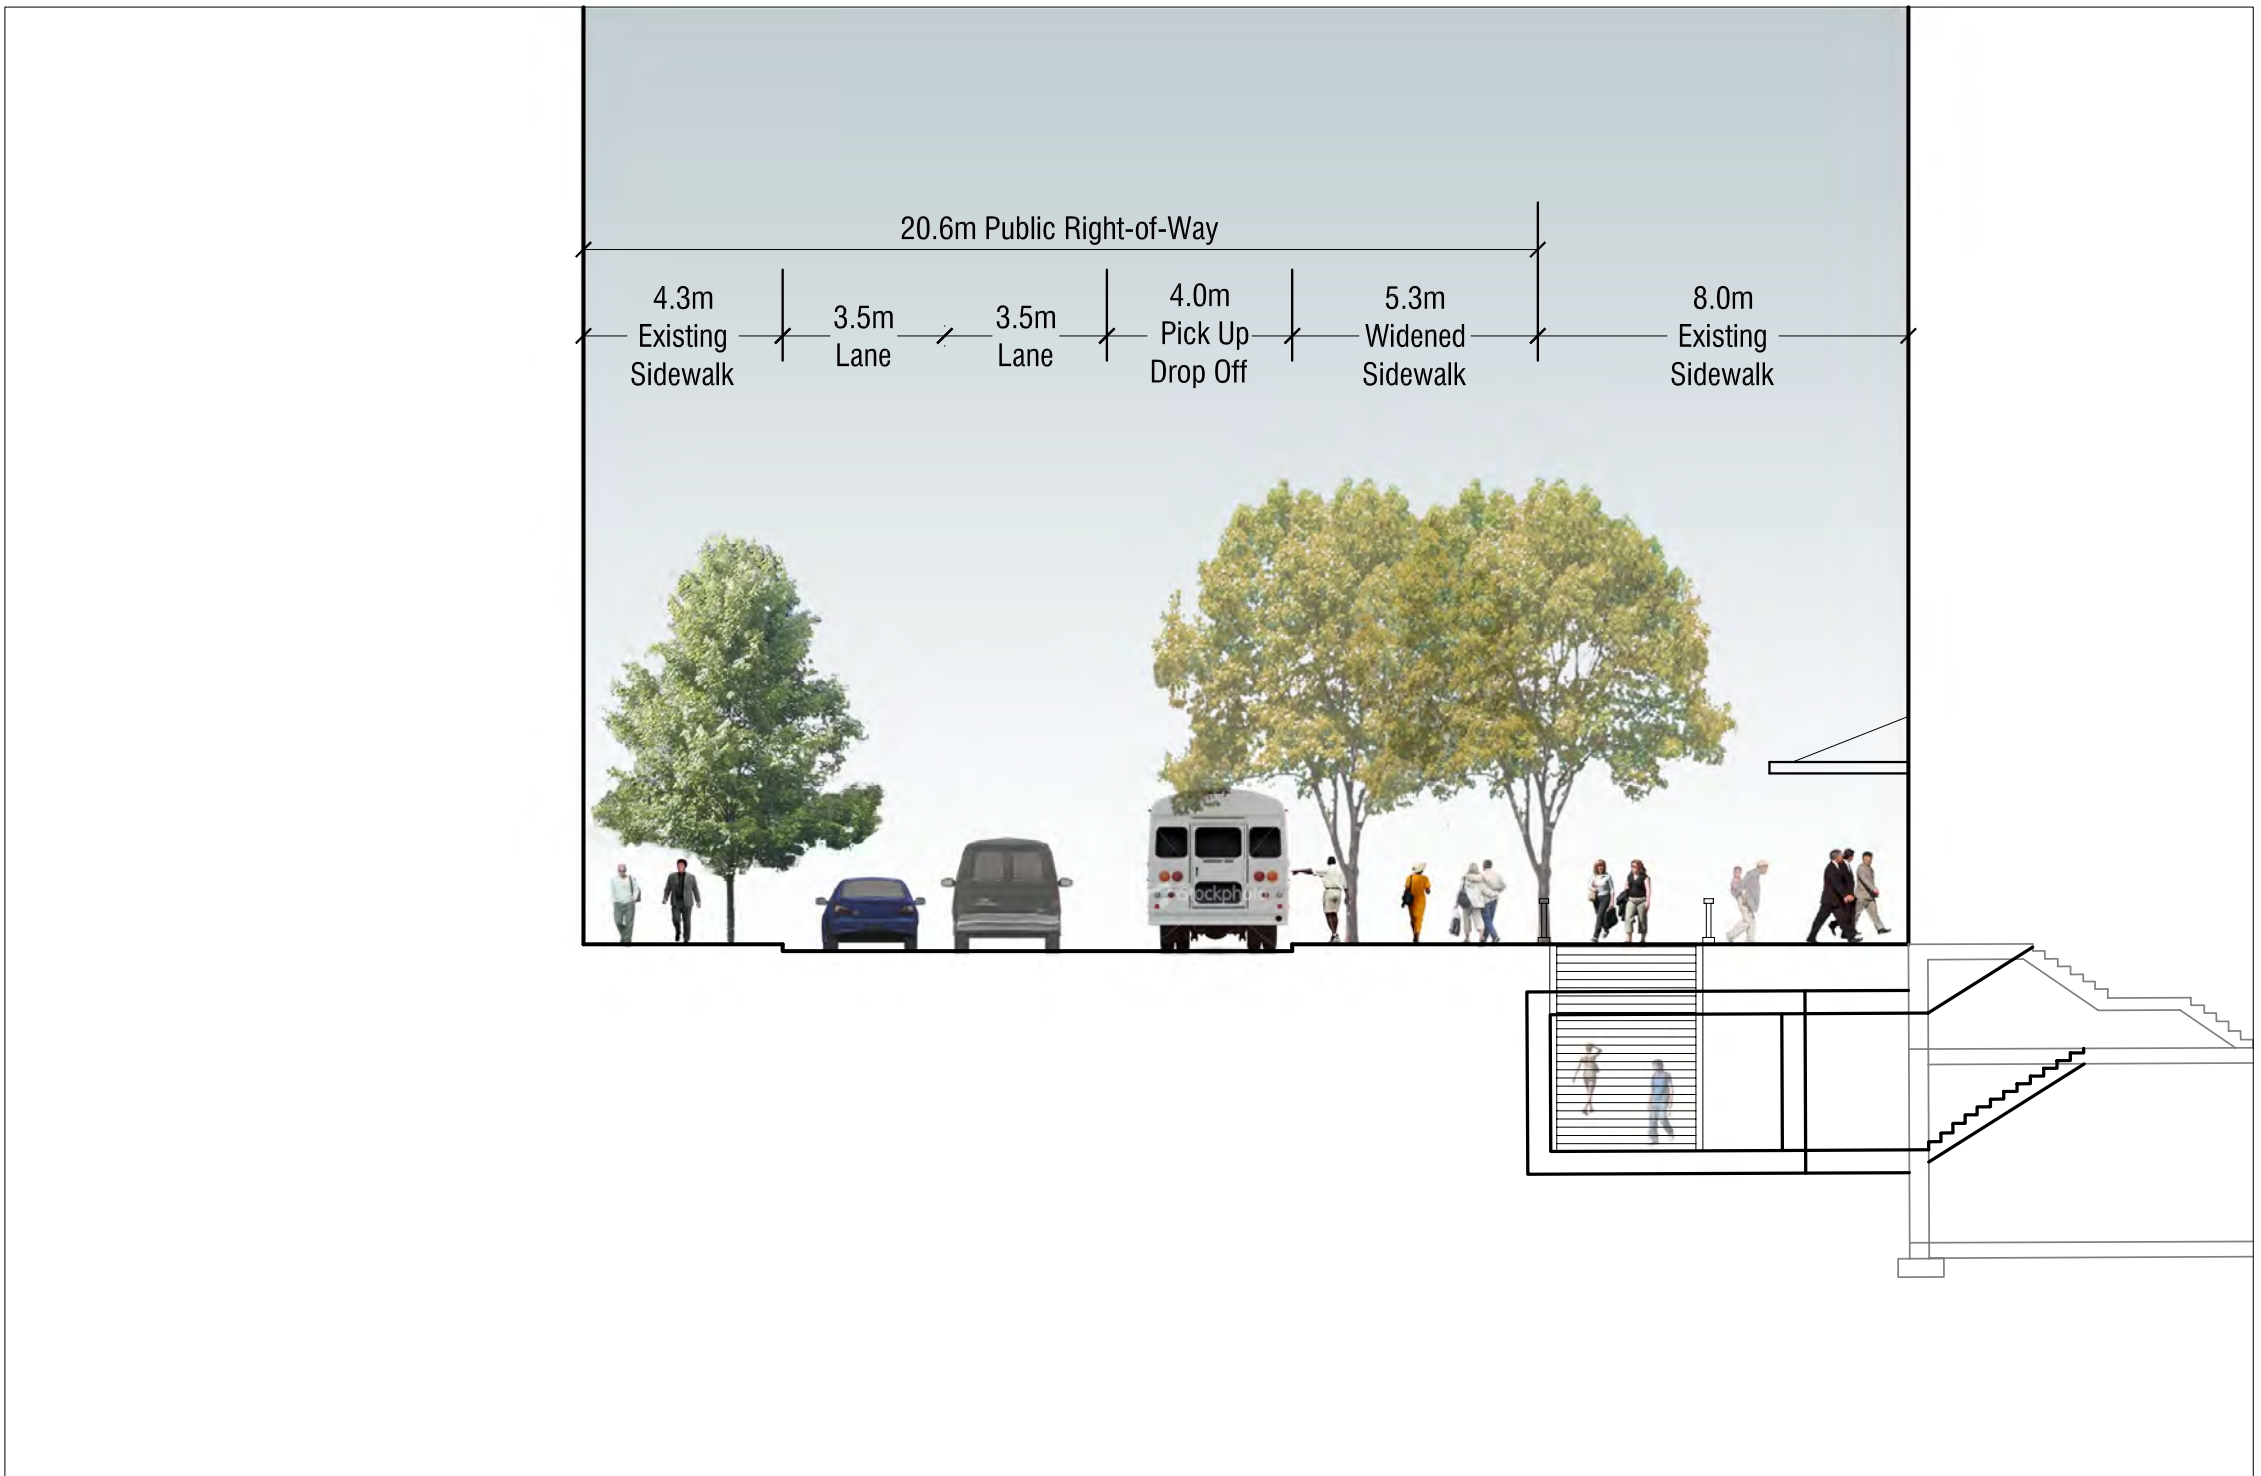 20.6m Public Right-of-Way
4.3m
Existing
Sidewalk
3.5m
Lane
3.5m
Lane
4.0m
Pick Up
Drop Off
5.3m
Widened
Sidewalk
8.0m
Existing
Sidewalk